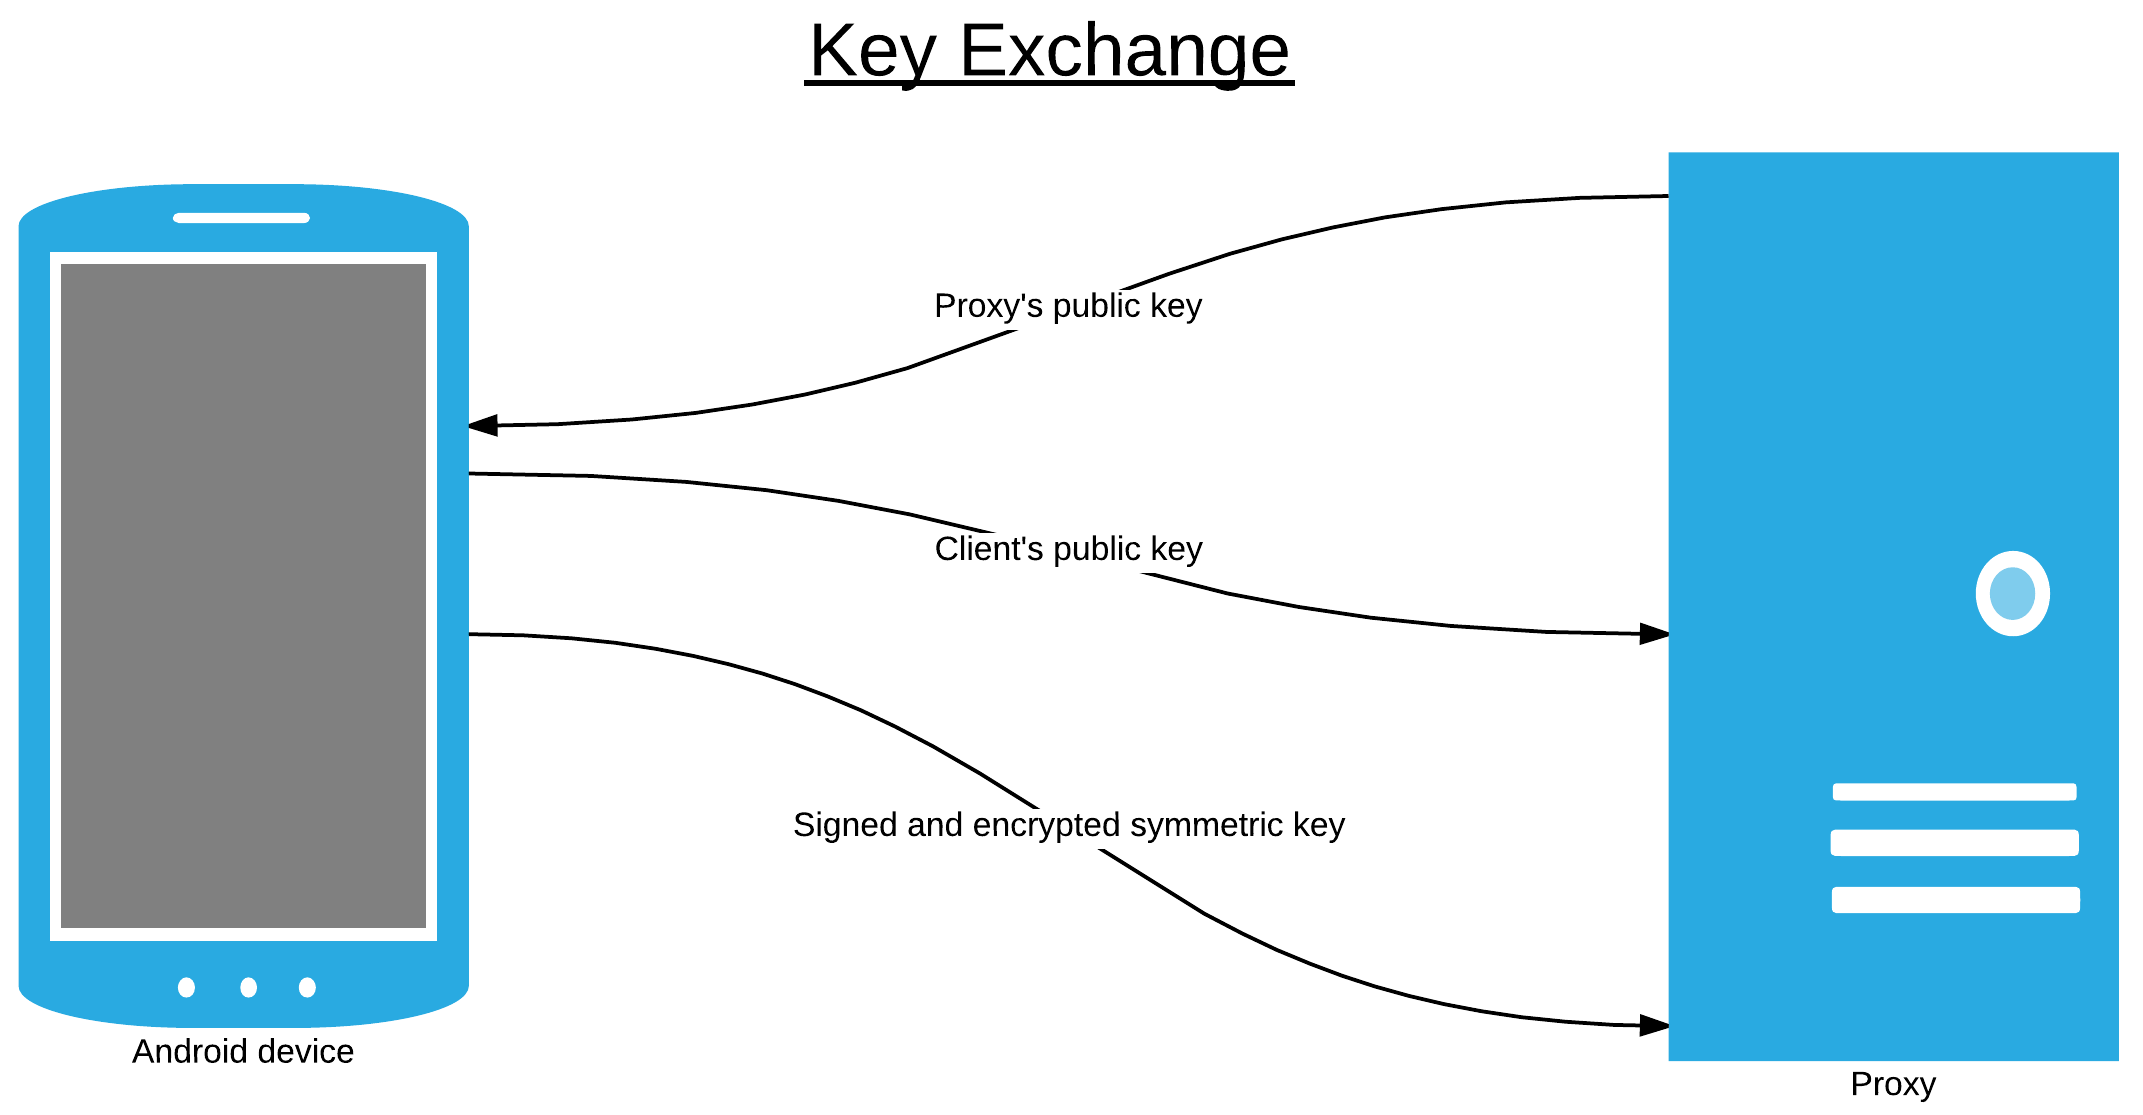 Key Exchange
Proxy's public key
Client's public key
Signed and encrypted symmetric key
Android device
Proxy